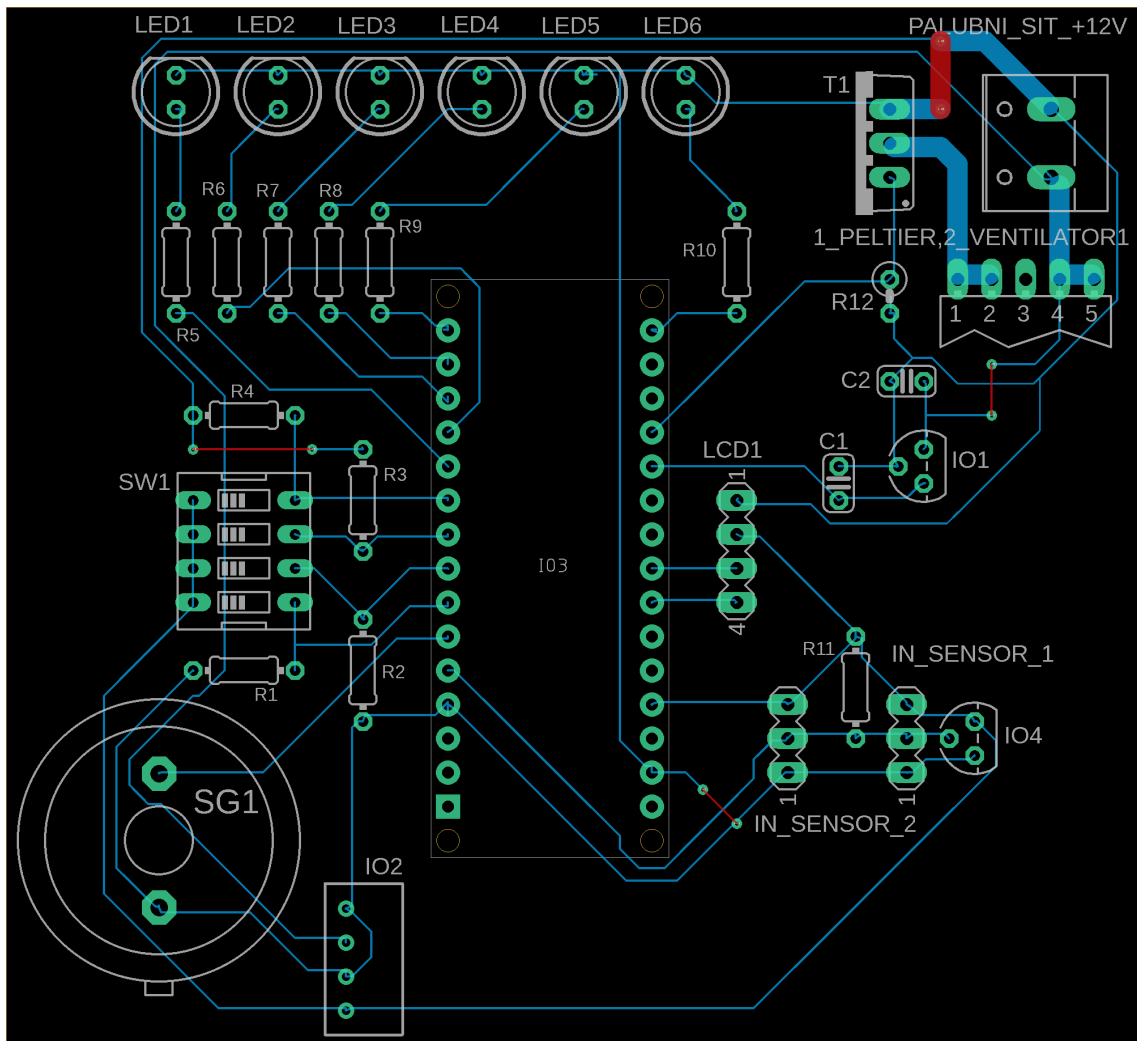 LED1 LED2 LED3 LED4 LED5 LED6 PALUBNI_SIT_+12V
T1
R6 R7 R8
R9
R10
1_PELTIER,2_VENTILATOR1
R12
1 2 3 4 5
R5
C2
R4
LCD1
C1
IO1
1
R3
SW1
IO3
4
R11
IN_SENSOR_1
R1
R2
IO4
SG1
1
1
IN_SENSOR_2
IO2